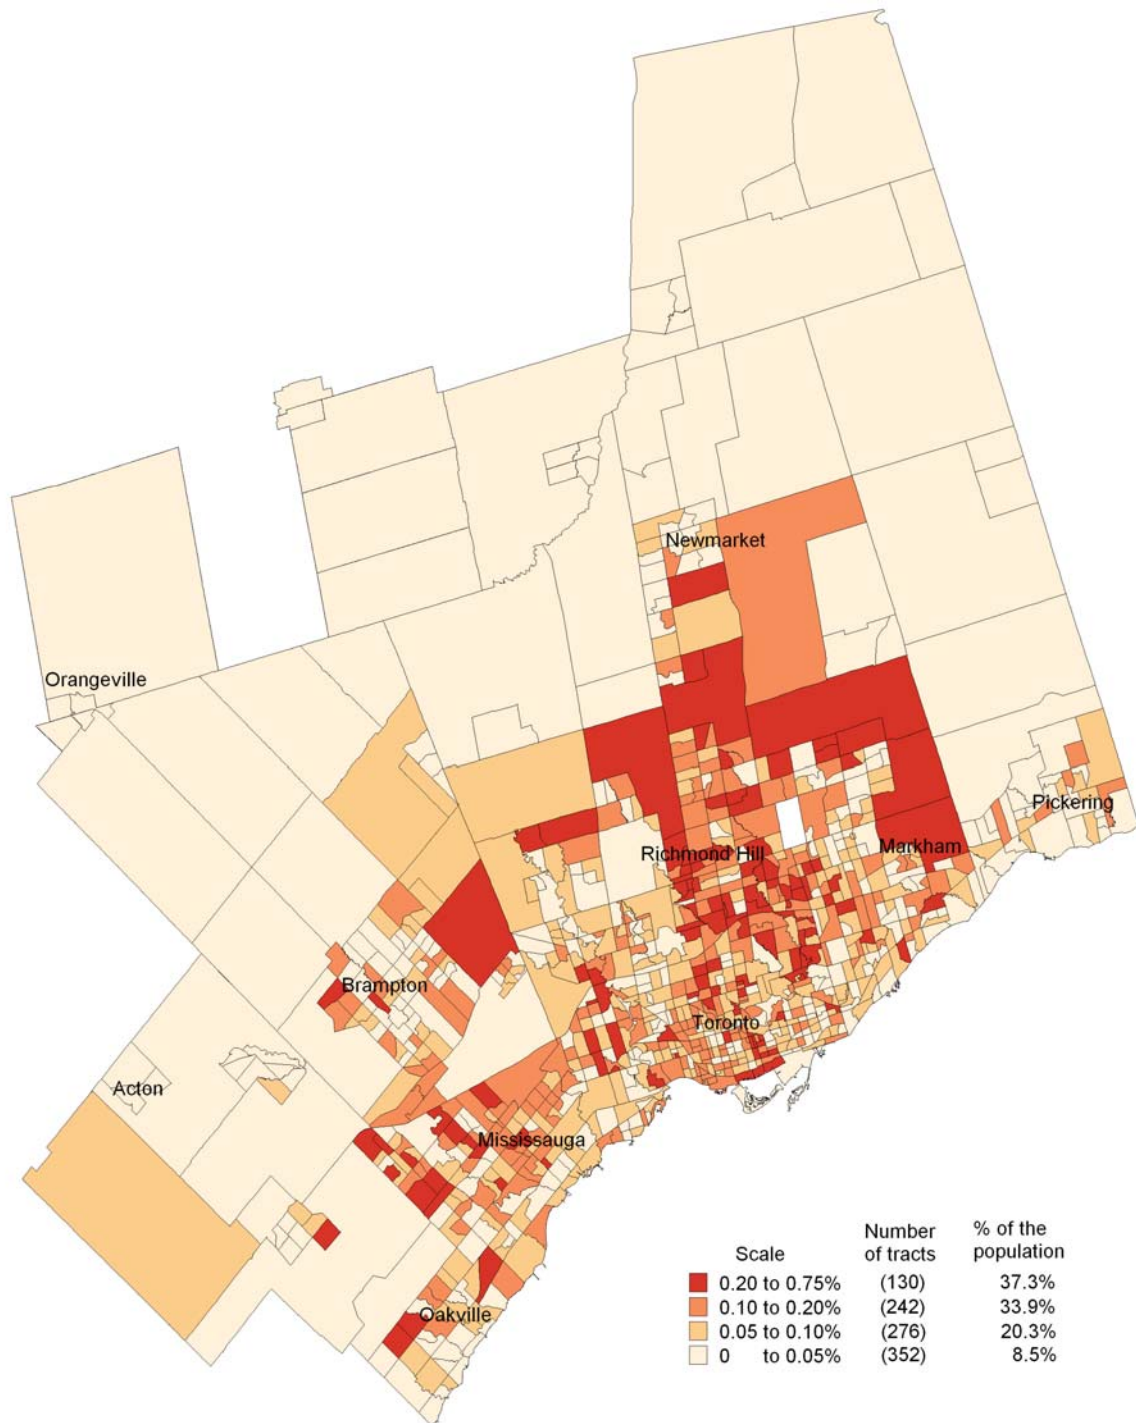 Newmarket
Orangeville
Pickering
Richmond Hill
Markham
Brampton
Toronto
Acton
Mississauga
Oakville
Scale Number of tracts % of the population
0.20 to 0.75% (130) 37.3%
0.10 to 0.20% (242) 33.9%
0.05 to 0.10% (276) 20.3%
0 to 0.05% (352) 8.5%